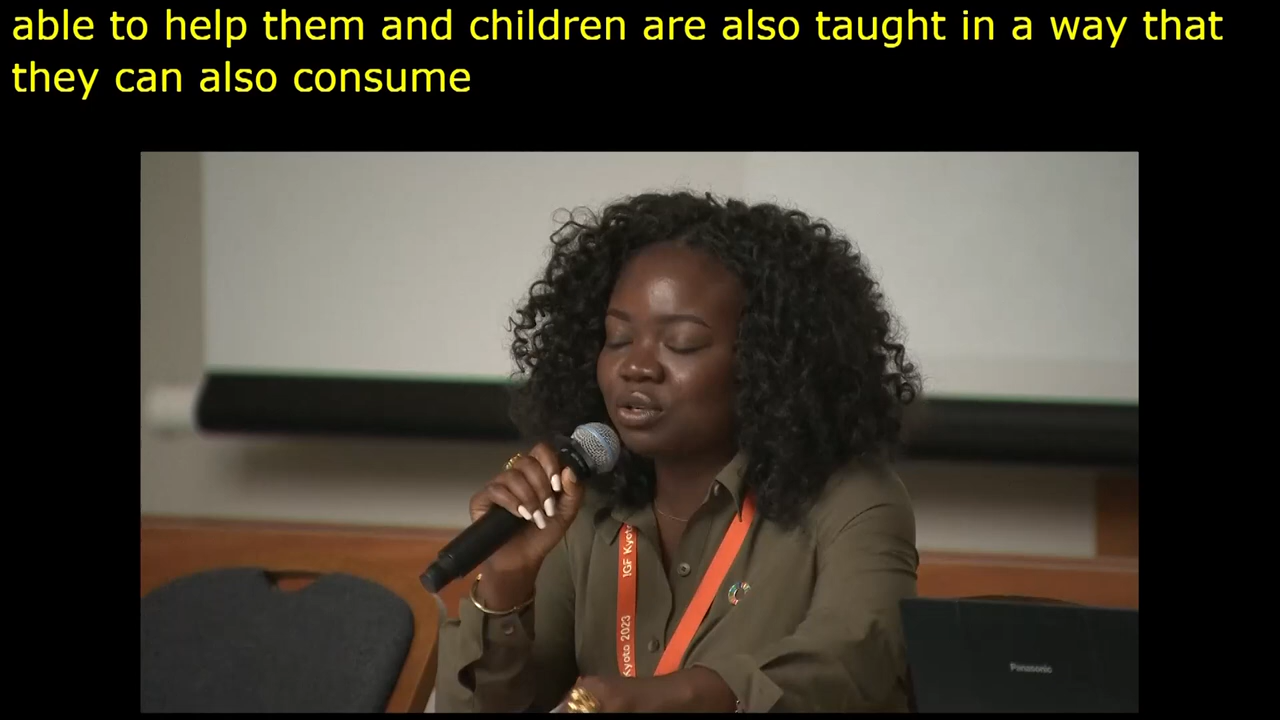 able to help them and children are also taught in a way that
they can also consume
IGF Kyoto
Kyoto 2023
Panasonic